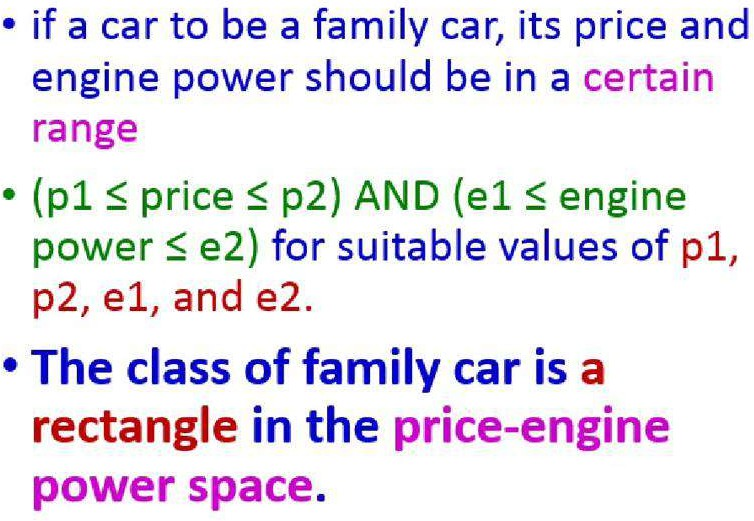 • if a car to be a family car, its price and
engine power should be in a certain
range
• (p1 ≤ price ≤ p2) AND (e1 ≤ engine
power ≤ e2) for suitable values of p1,
p2, e1, and e2.
• The class of family car is a
rectangle in the price-engine
power space.